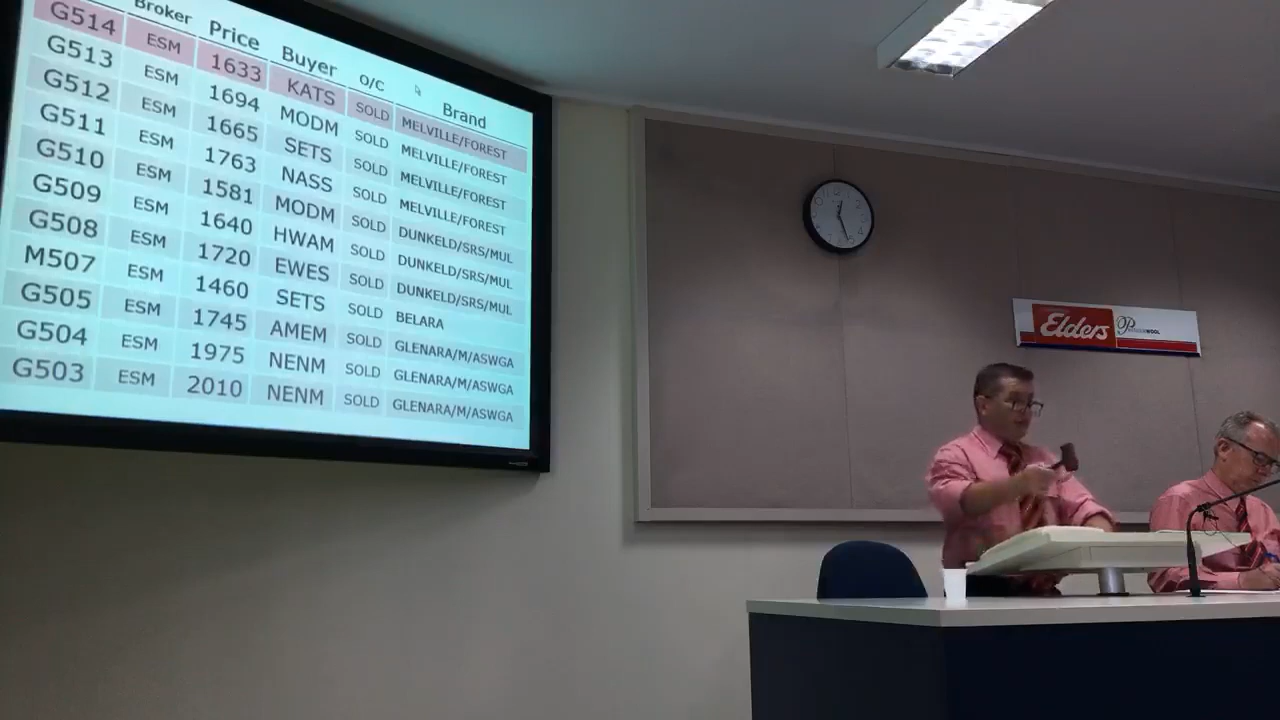 Broker Price Buyer O/C Brand
G514 ESM 1633 KATS SOLD MELVILLE/FOREST
G513 ESM 1694 MODM SOLD MELVILLE/FOREST
G512 ESM 1665 SETS SOLD MELVILLE/FOREST
G511 ESM 1763 NASS SOLD MELVILLE/FOREST
G510 ESM 1581 MODM SOLD DUNKELD/SRS/MUL
G509 ESM 1640 HWAM SOLD DUNKELD/SRS/MUL
G508 ESM 1720 EWES SOLD DUNKELD/SRS/MUL
M507 ESM 1460 SETS SOLD BELARA
G505 ESM 1745 AMEM SOLD GLENARA/M/ASWGA
G504 ESM 1975 NENM SOLD GLENARA/M/ASWGA
G503 ESM 2010 NENM SOLD GLENARA/M/ASWGA
Elders